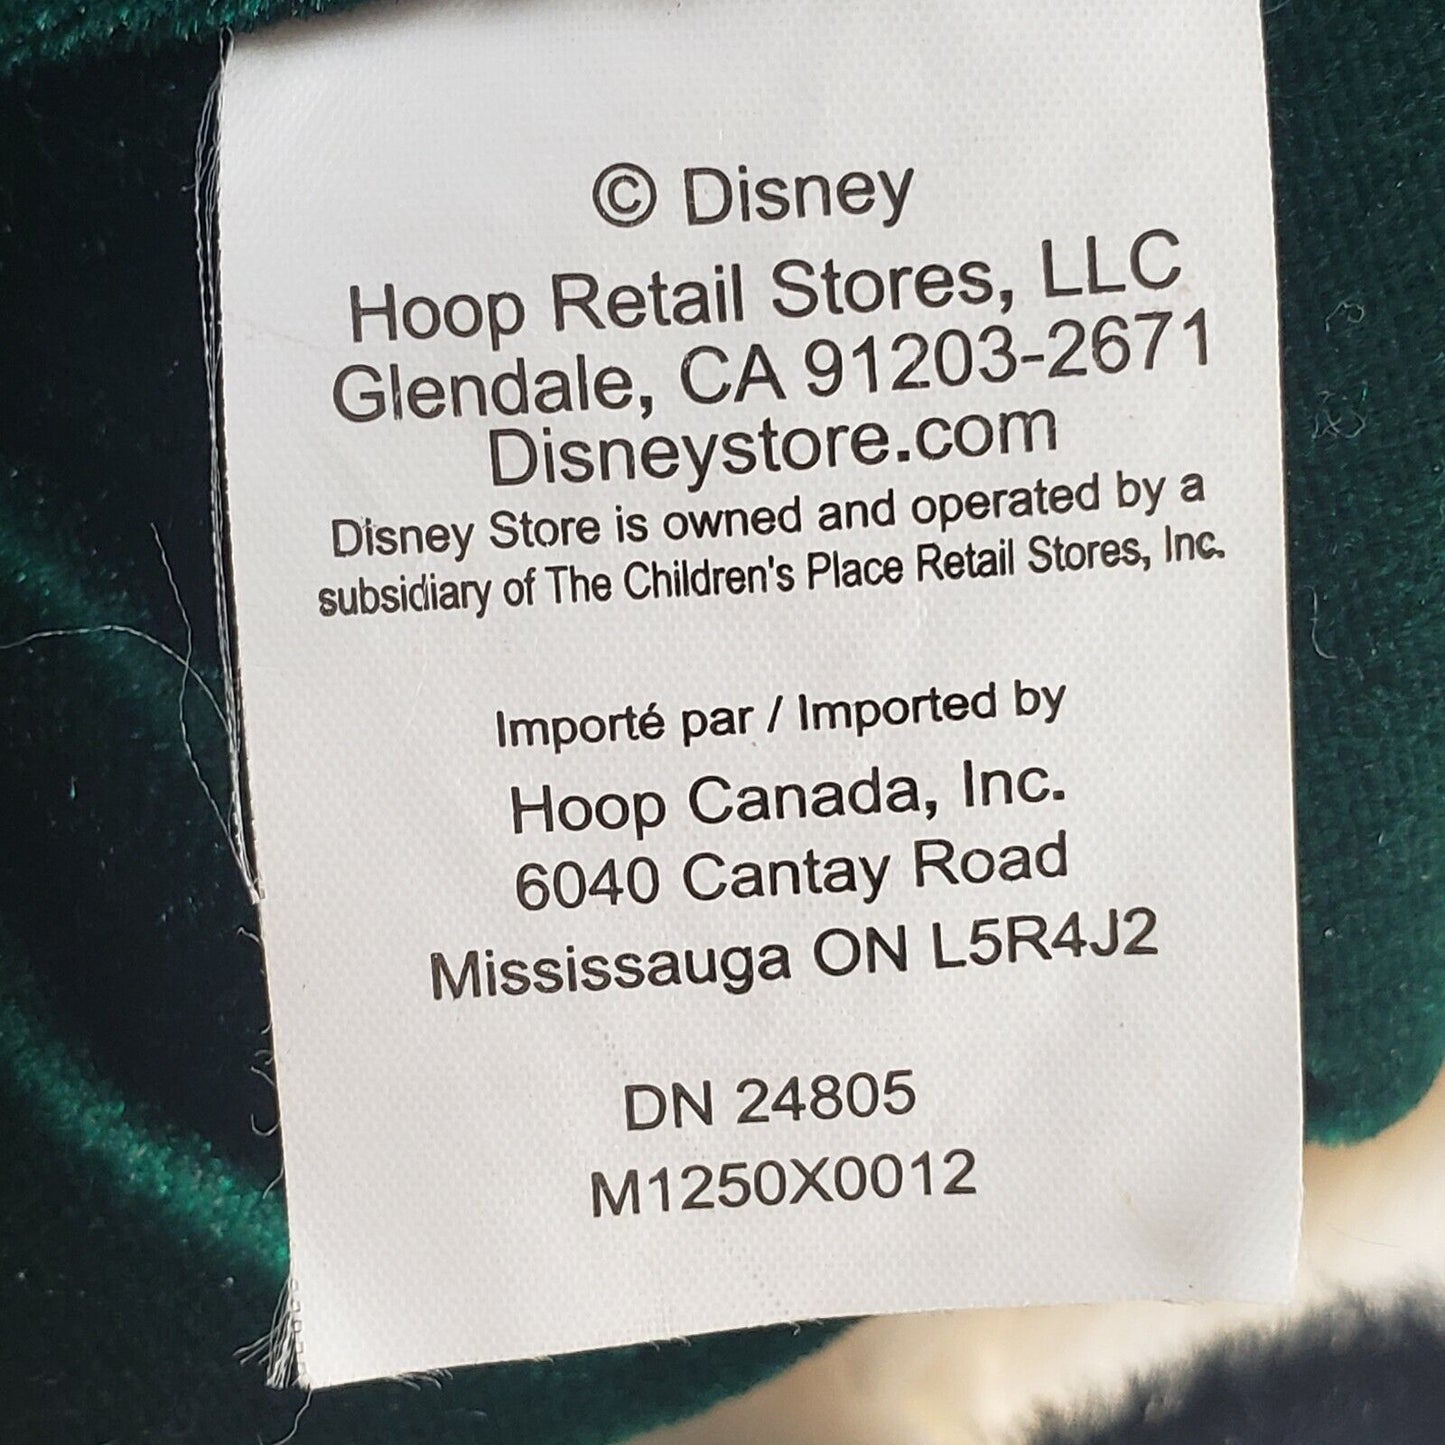 © Disney
Hoop Retail Stores, LLC
Glendale, CA 91203-2671
Disneystore.com
Disney Store is owned and operated by a
subsidiary of The Children's Place Retail Stores, Inc.
Importé par / Imported by
Hoop Canada, Inc.
6040 Cantay Road
Mississauga ON L5R4J2
DN 24805
M1250X0012